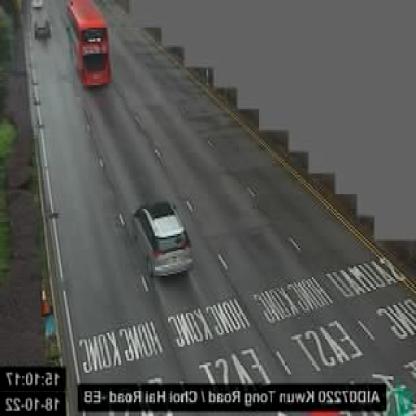 HONG KONG HONG KONG HONG KONG
EAST EAST
AID07220 Kwun Tong Road / Choi Hai Road -EB
15:10:17
18-10-22